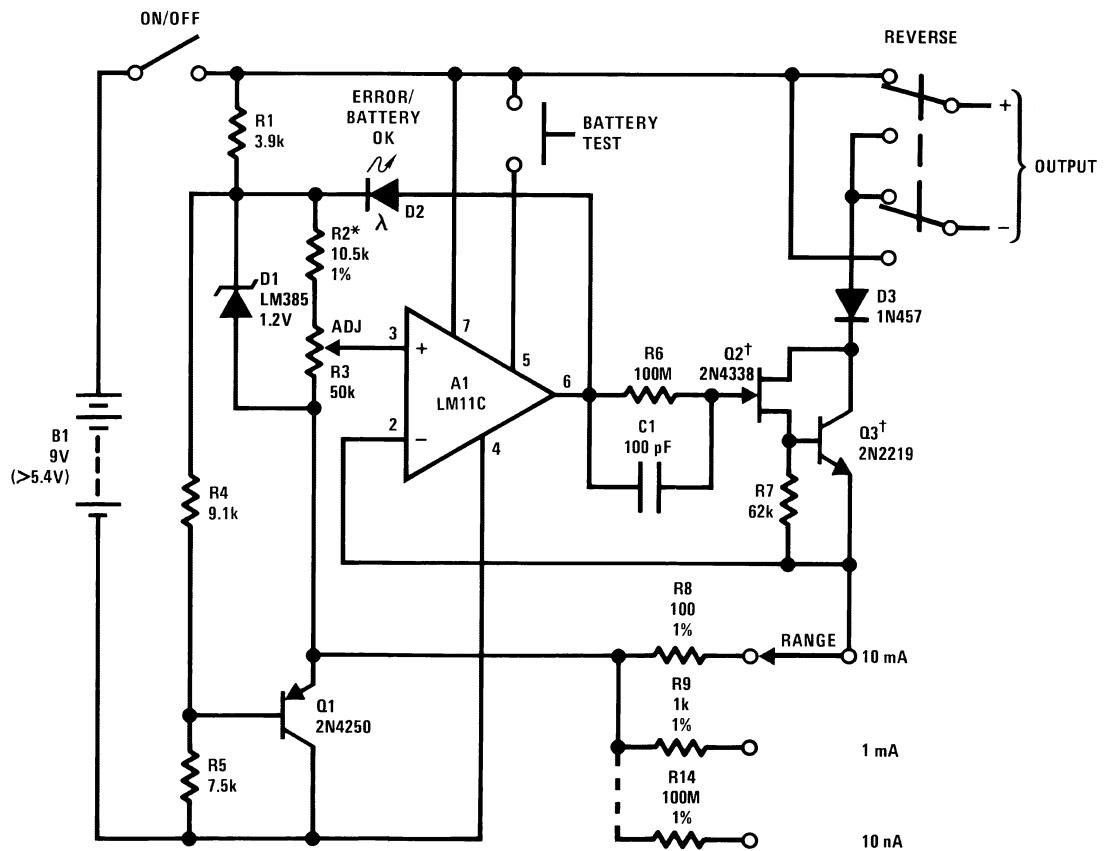 ON/OFF
REVERSE
R1
3.9k
ERROR/
BATTERY
OK
BATTERY
TEST
+
OUTPUT
−
D2
λ
R2*
10.5k
1%
D1
LM385
1.2V
ADJ
R3
50k
3
+
7
A1
LM11C
5
6
2
−
4
R6
100M
C1
100 pF
Q2†
2N4338
D3
1N457
Q3†
2N2219
R7
62k
B1
9V
(>5.4V)
R4
9.1k
R8
100
1%
RANGE
10 mA
R9
1k
1%
1 mA
Q1
2N4250
R5
7.5k
R14
100M
1%
10 nA